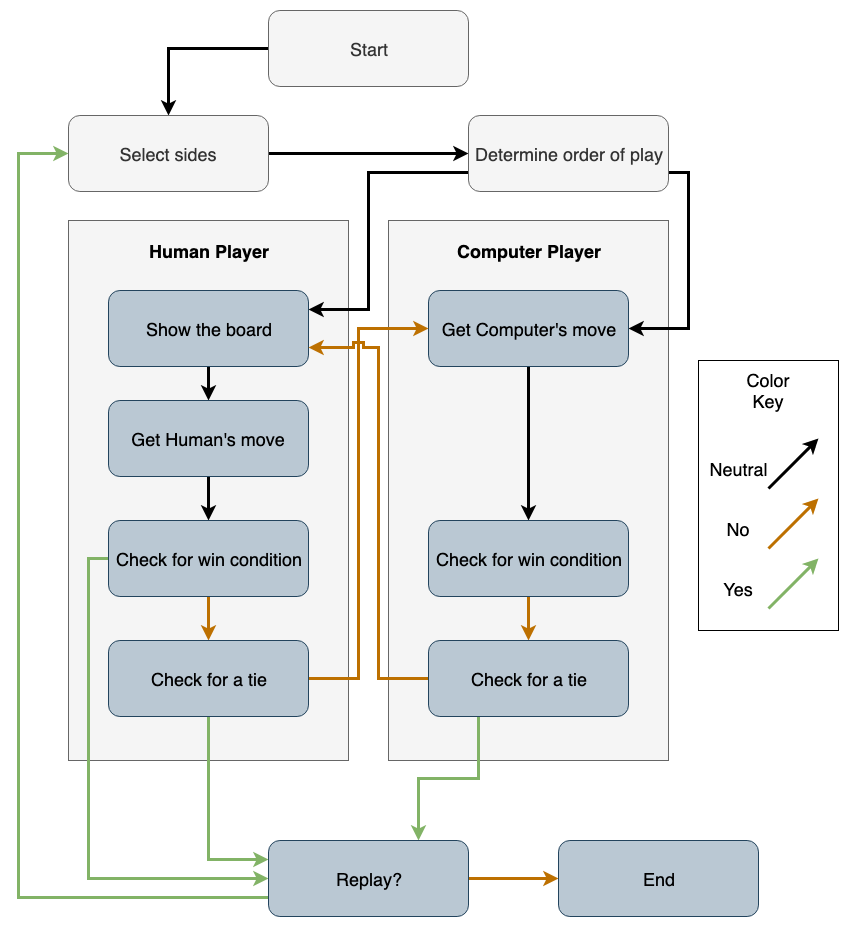 Start
Select sides
Determine order of play
Human Player
Computer Player
Show the board
Get Computer's move
Color
Key
Get Human's move
Neutral
No
Check for win condition
Check for win condition
Yes
Check for a tie
Check for a tie
Replay?
End